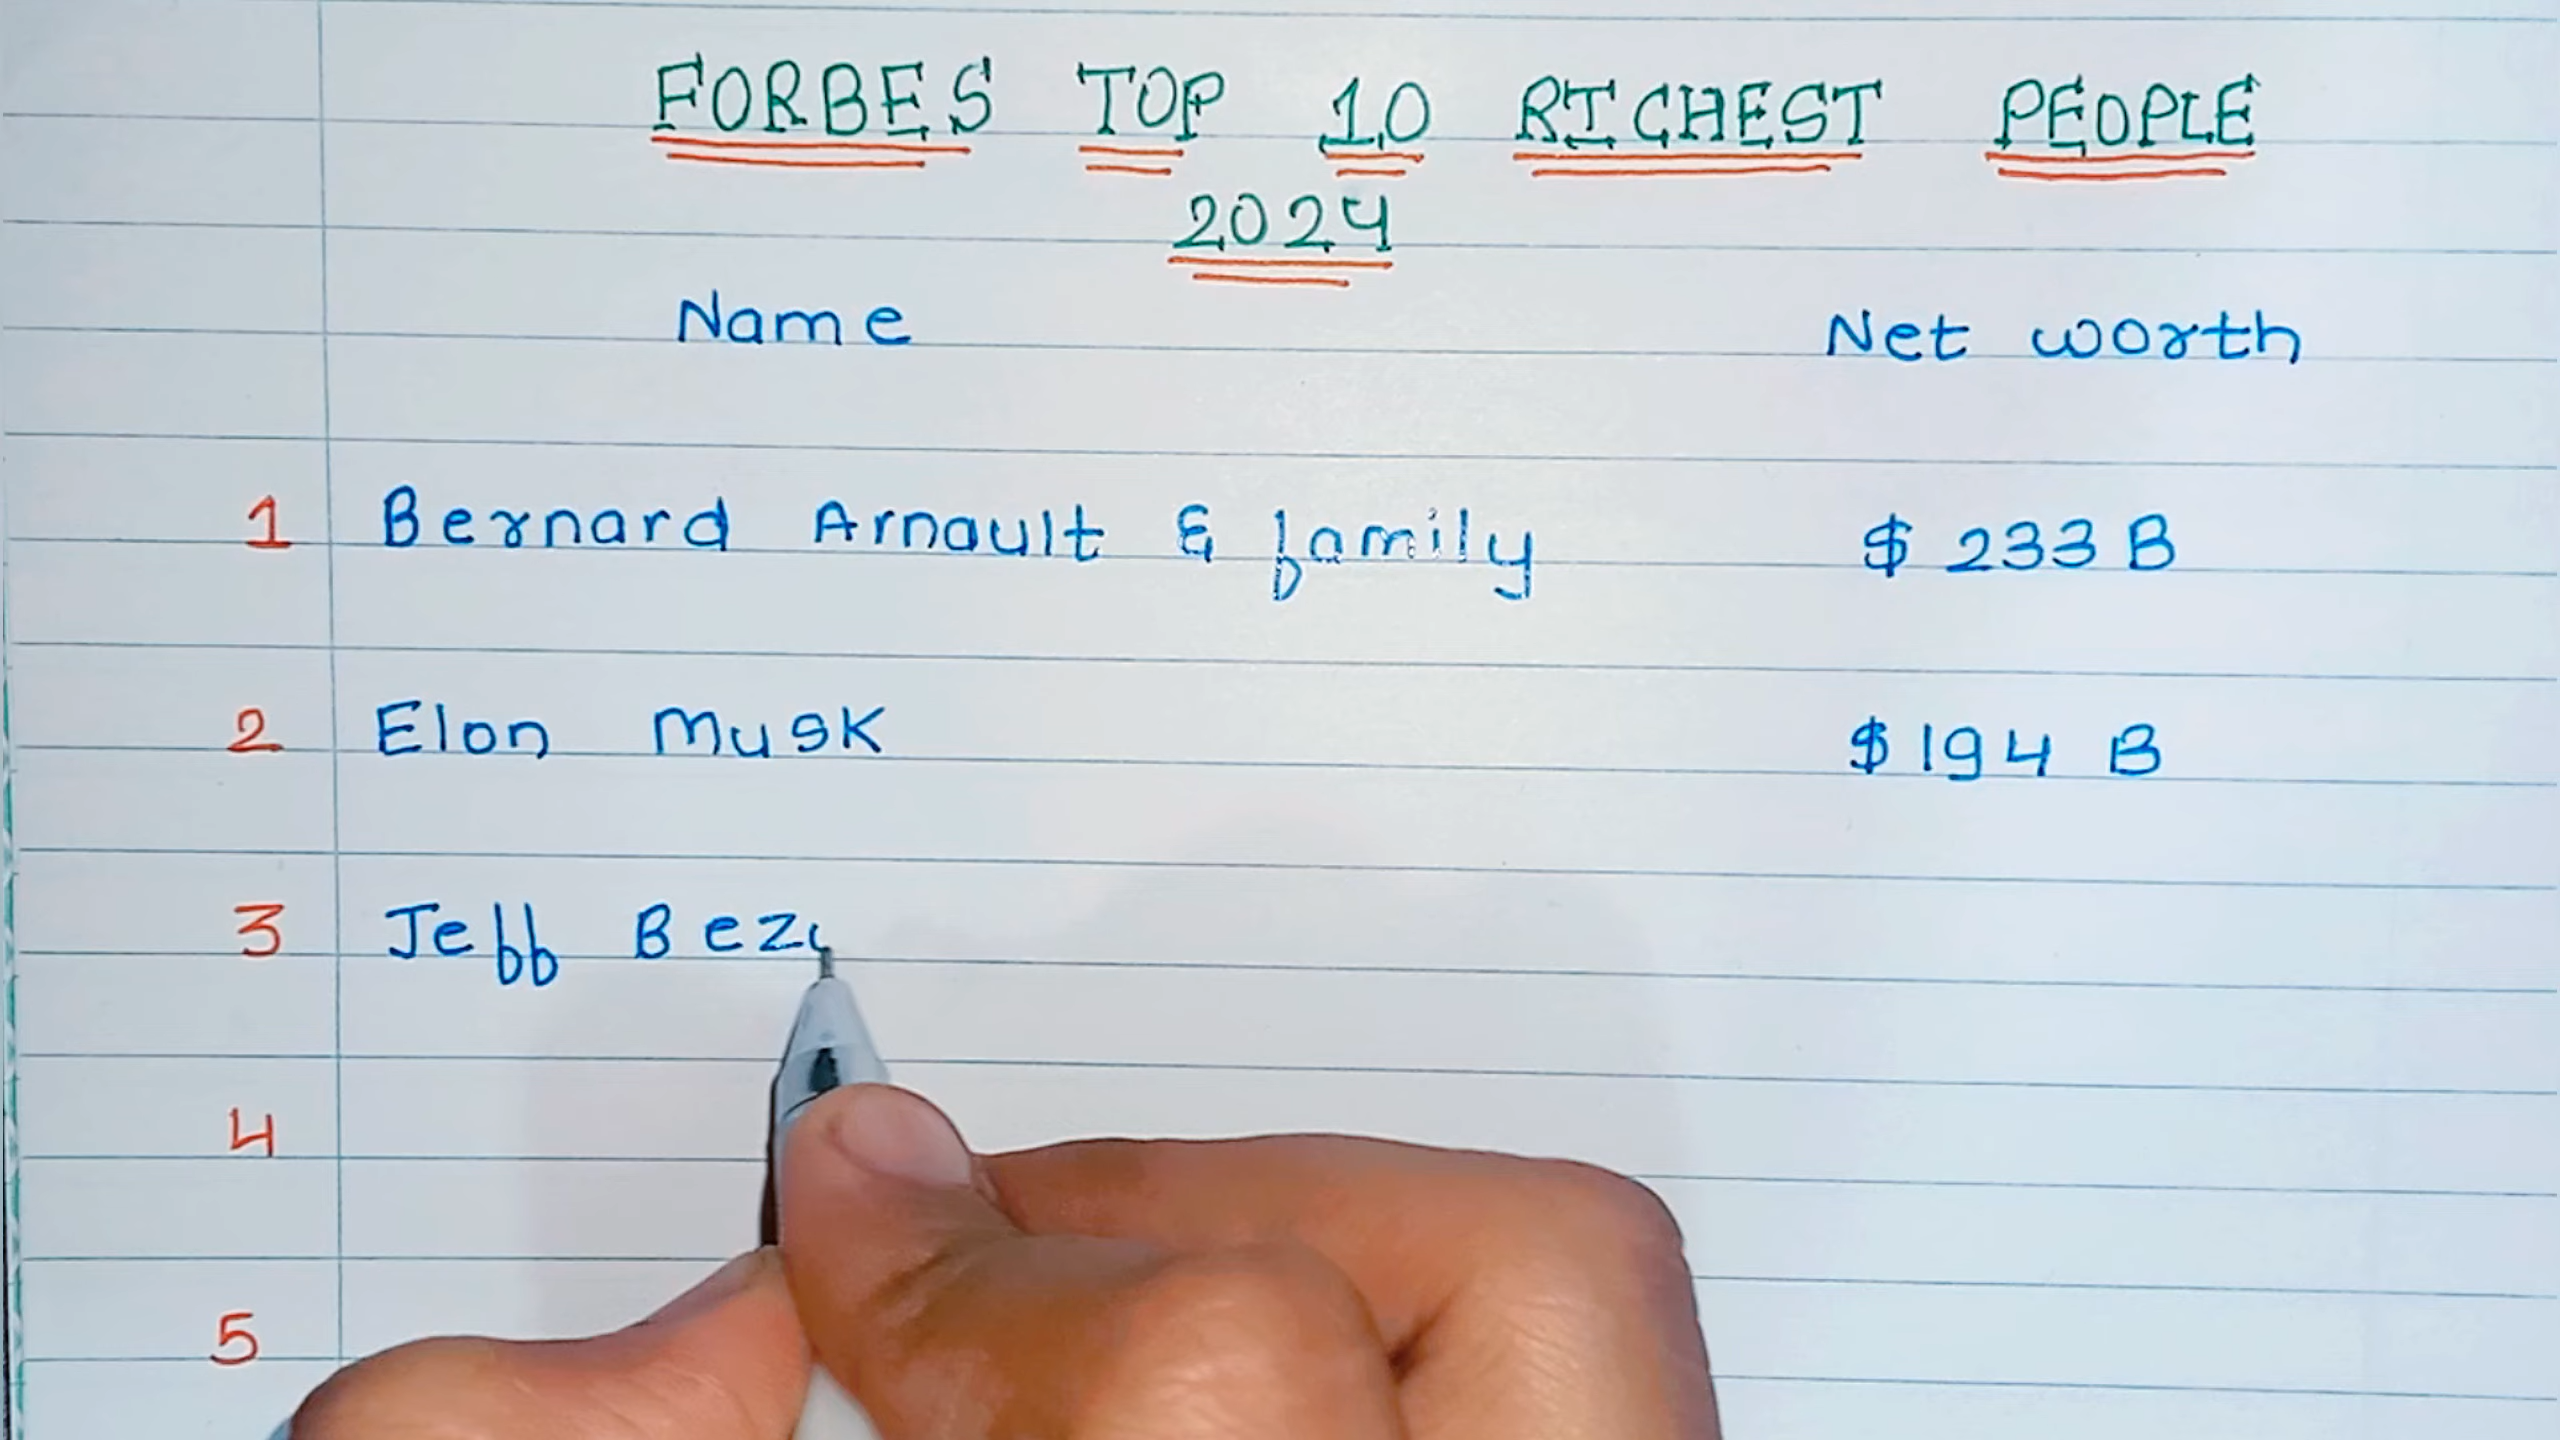 FORBES TOP 10 RICHEST PEOPLE
2024
Name Net worth
1 Bernard Arnault & family $ 233 B
2 Elon Musk $ 194 B
3 Jeff Bez
4
5